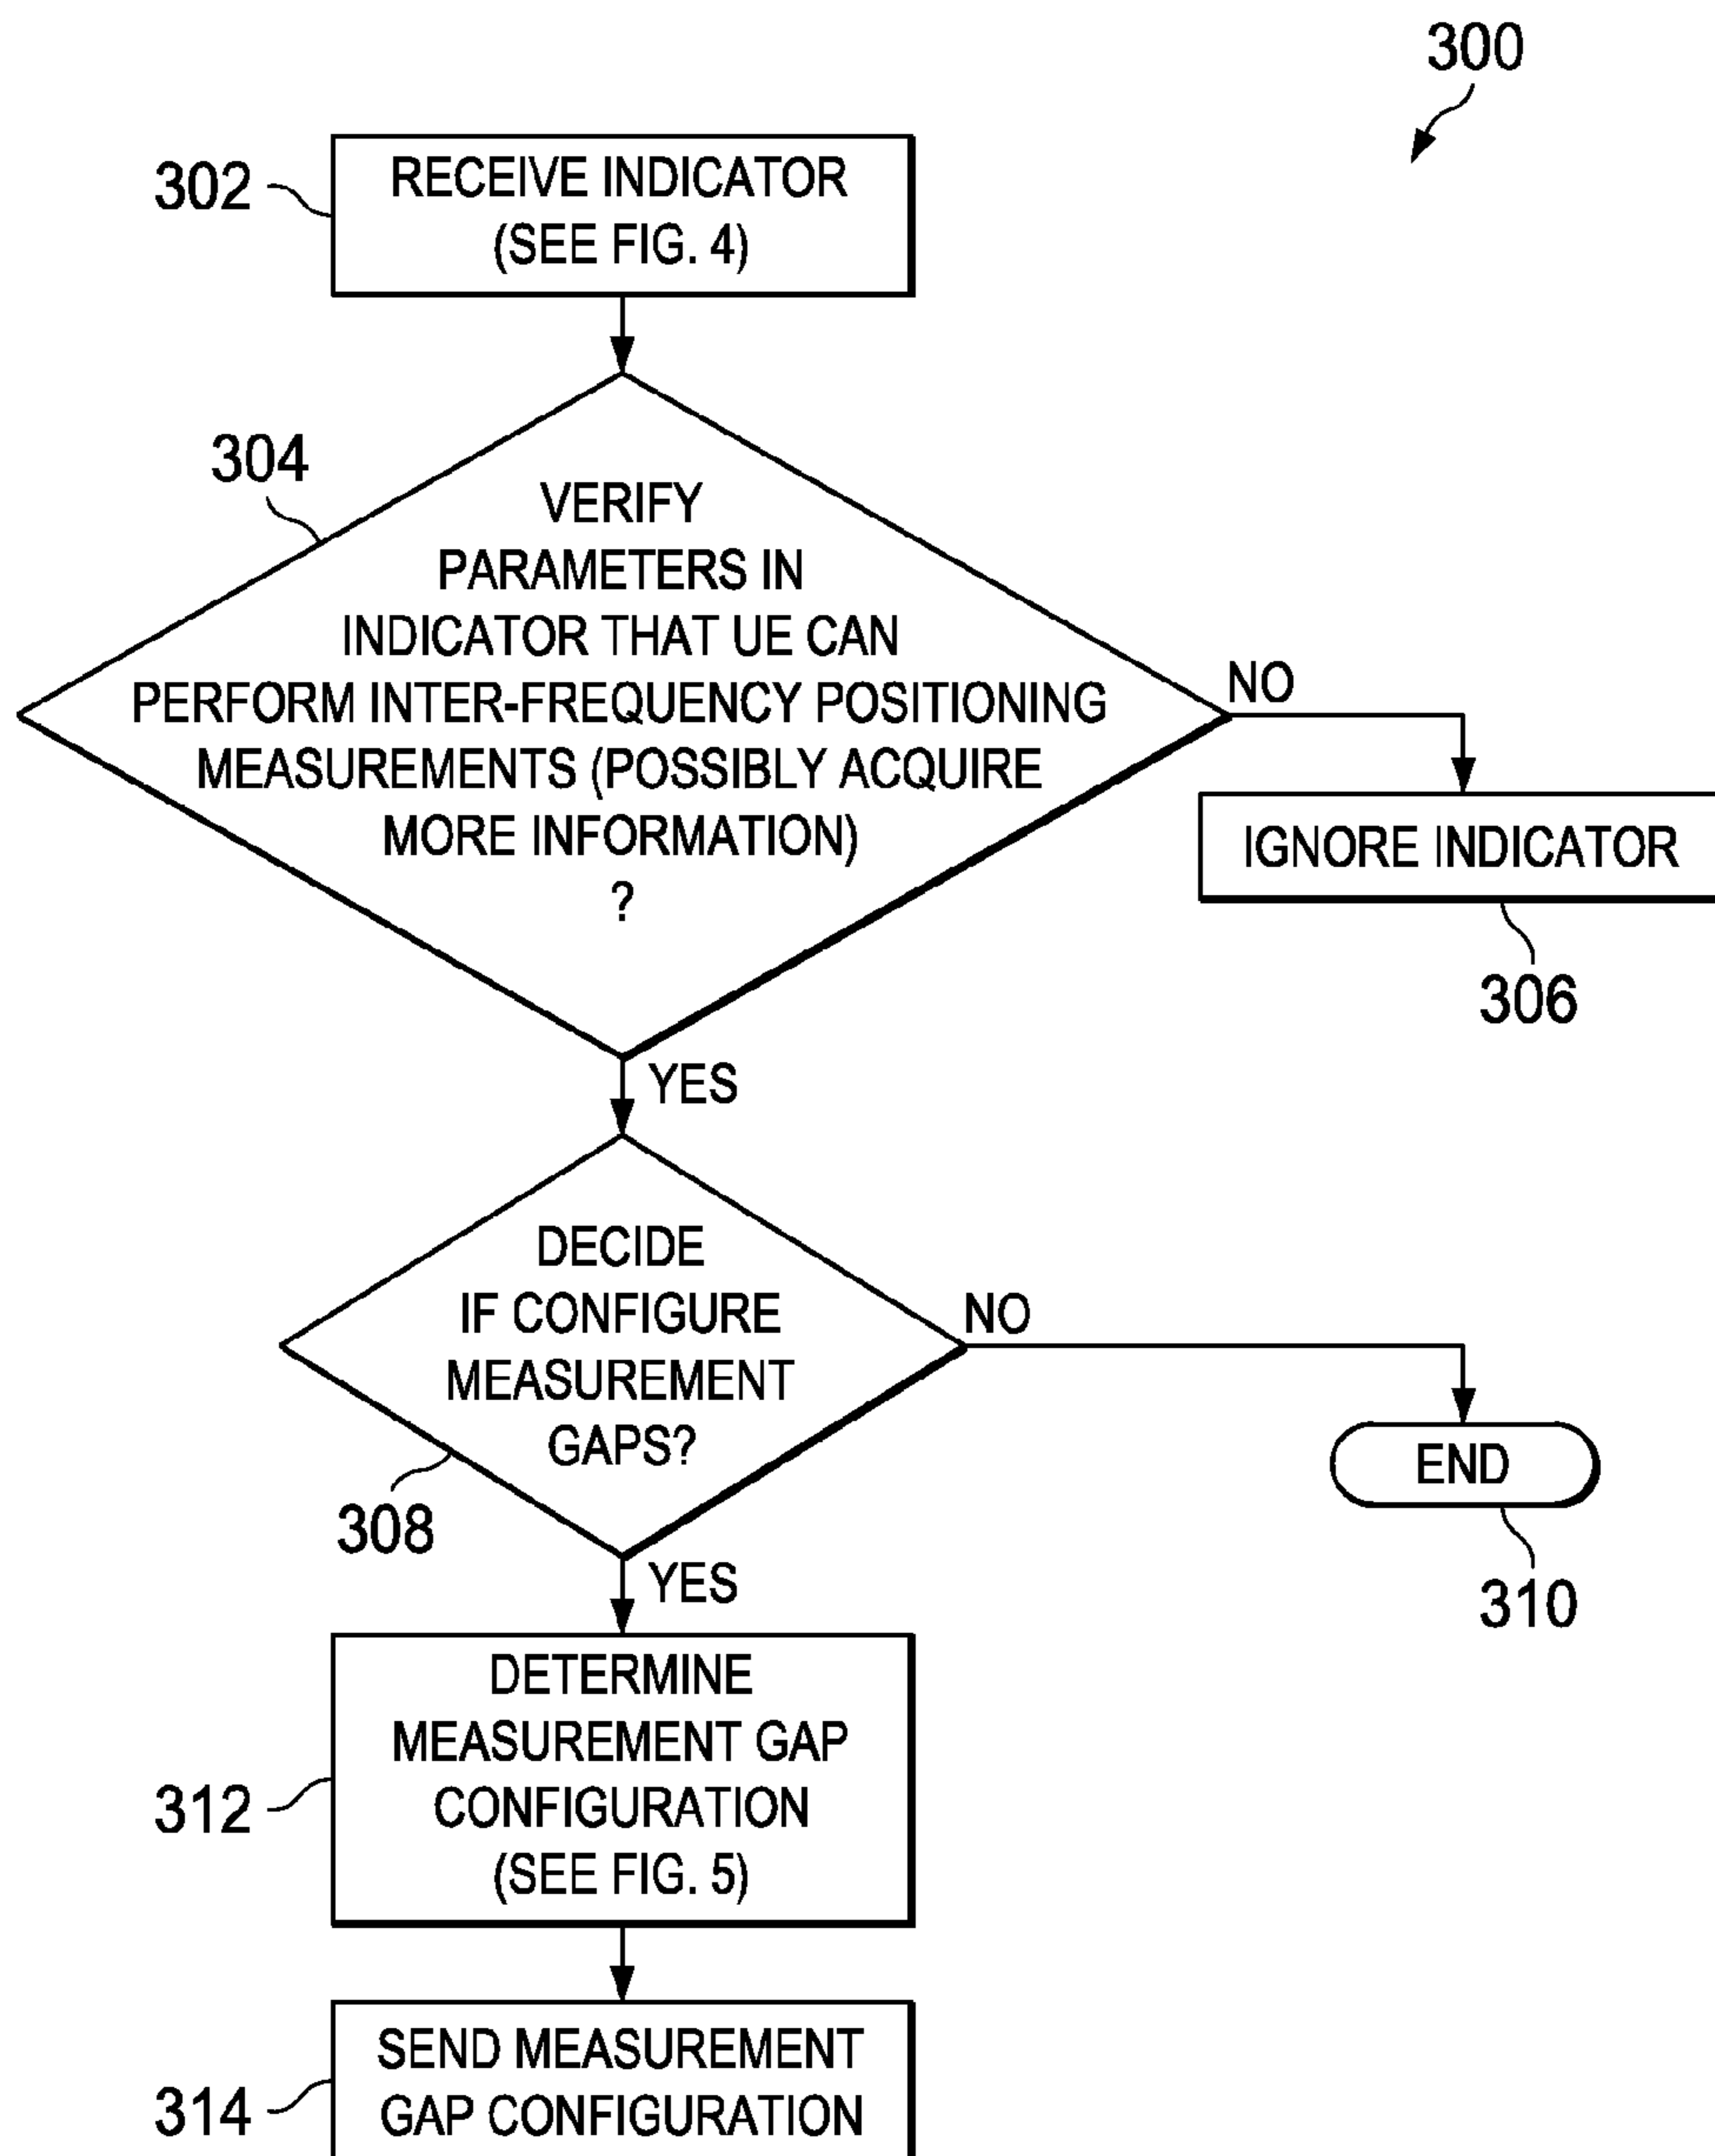 300
302
RECEIVE INDICATOR
(SEE FIG. 4)
304
VERIFY
PARAMETERS IN
INDICATOR THAT UE CAN
PERFORM INTER-FREQUENCY POSITIONING
MEASUREMENTS (POSSIBLY ACQUIRE
MORE INFORMATION)
?
NO
IGNORE INDICATOR
306
YES
DECIDE
IF CONFIGURE
MEASUREMENT
GAPS?
308
NO
END
310
YES
DETERMINE
MEASUREMENT GAP
CONFIGURATION
(SEE FIG. 5)
312
SEND MEASUREMENT
GAP CONFIGURATION
314